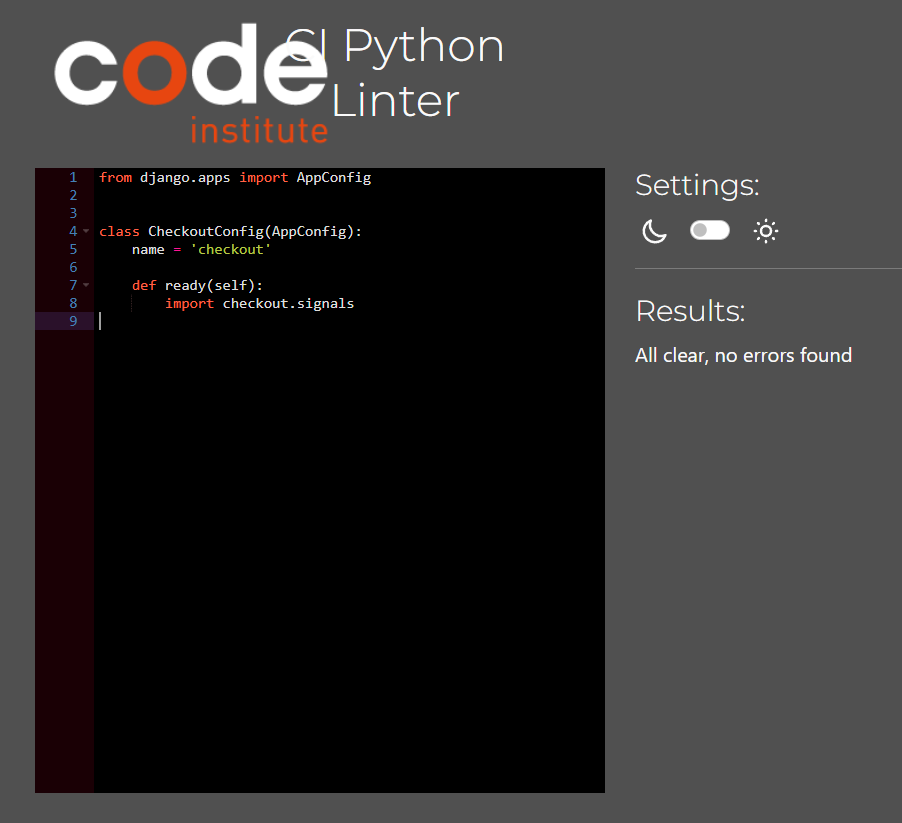 code
institute
CI Python
Linter
1 from django.apps import AppConfig
2
3
4 class CheckoutConfig(AppConfig):
5     name = 'checkout'
6
7     def ready(self):
8         import checkout.signals
9
Settings:
Results:
All clear, no errors found